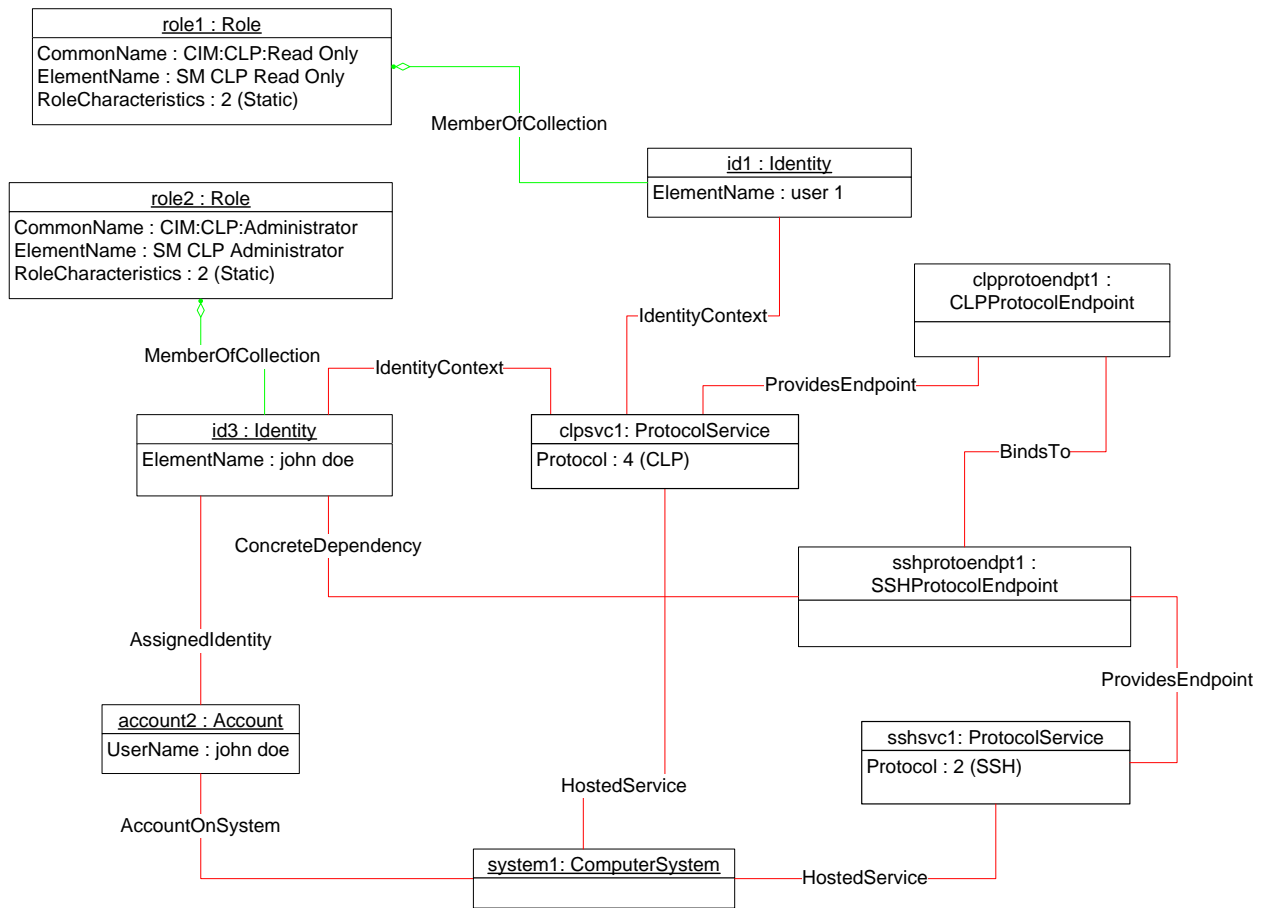 role1 : Role
CommonName : CIM:CLP:Read Only
ElementName : SM CLP Read Only
RoleCharacteristics : 2 (Static)
MemberOfCollection
id1 : Identity
ElementName : user 1
role2 : Role
CommonName : CIM:CLP:Administrator
ElementName : SM CLP Administrator
RoleCharacteristics : 2 (Static)
clpprotoendpt1 :
CLPProtocolEndpoint
IdentityContext
MemberOfCollection
IdentityContext
ProvidesEndpoint
id3 : Identity
ElementName : john doe
clpsvc1: ProtocolService
Protocol : 4 (CLP)
BindsTo
ConcreteDependency
sshprotoendpt1 :
SSHProtocolEndpoint
AssignedIdentity
ProvidesEndpoint
account2 : Account
UserName : john doe
sshsvc1: ProtocolService
Protocol : 2 (SSH)
HostedService
AccountOnSystem
system1: ComputerSystem
HostedService